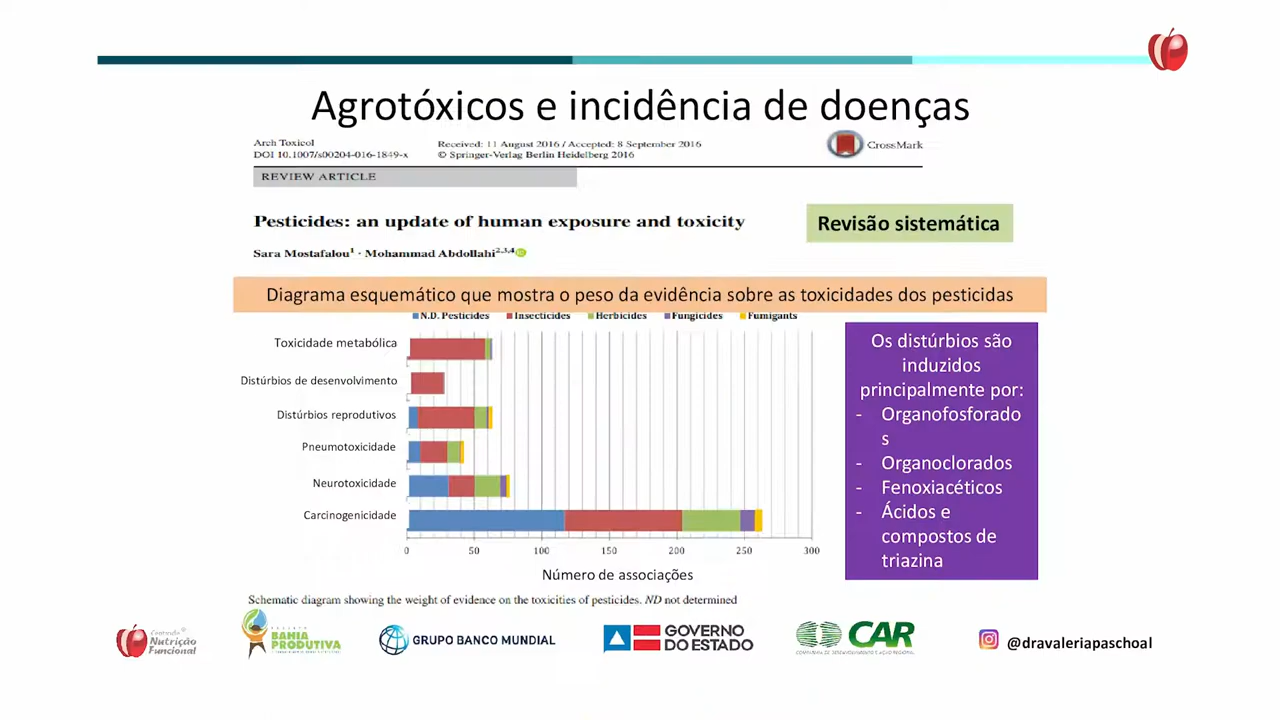 Agrotóxicos e incidência de doenças
Arch Toxicol
DOI 10.1007/s00204-016-1849-x
Received: 11 August 2016 / Accepted: 8 September 2016
© Springer-Verlag Berlin Heidelberg 2016
CrossMark
REVIEW ARTICLE
Pesticides: an update of human exposure and toxicity
Revisão sistemática
Sara Mostafalou1 · Mohammad Abdollahi2,3,4
Diagrama esquemático que mostra o peso da evidência sobre as toxicidades dos pesticidas
N.D. Pesticides Insecticides Herbicides Fungicides Fumigants
Toxicidade metabólica
Distúrbios de desenvolvimento
Distúrbios reprodutivos
Pneumotoxicidade
Neurotoxicidade
Carcinogenicidade
0 50 100 150 200 250 300
Número de associações
Os distúrbios são
induzidos
principalmente por:
- Organofosforado
s
- Organoclorados
- Fenoxiacéticos
- Ácidos e
compostos de
triazina
Schematic diagram showing the weight of evidence on the toxicities of pesticides. ND not determined
Nutrição
Funcional
BAHIA
PRODUTIVA
GRUPO BANCO MUNDIAL
GOVERNO
DO ESTADO
CAR
@dravaleriapaschoal